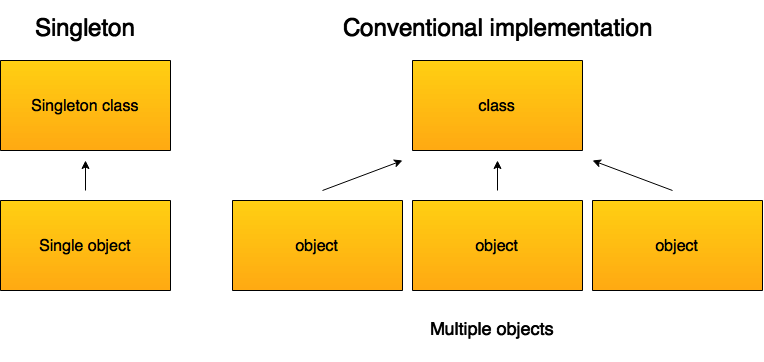 Singleton
Conventional implementation
Singleton class
class
Single object
object
object
object
Multiple objects